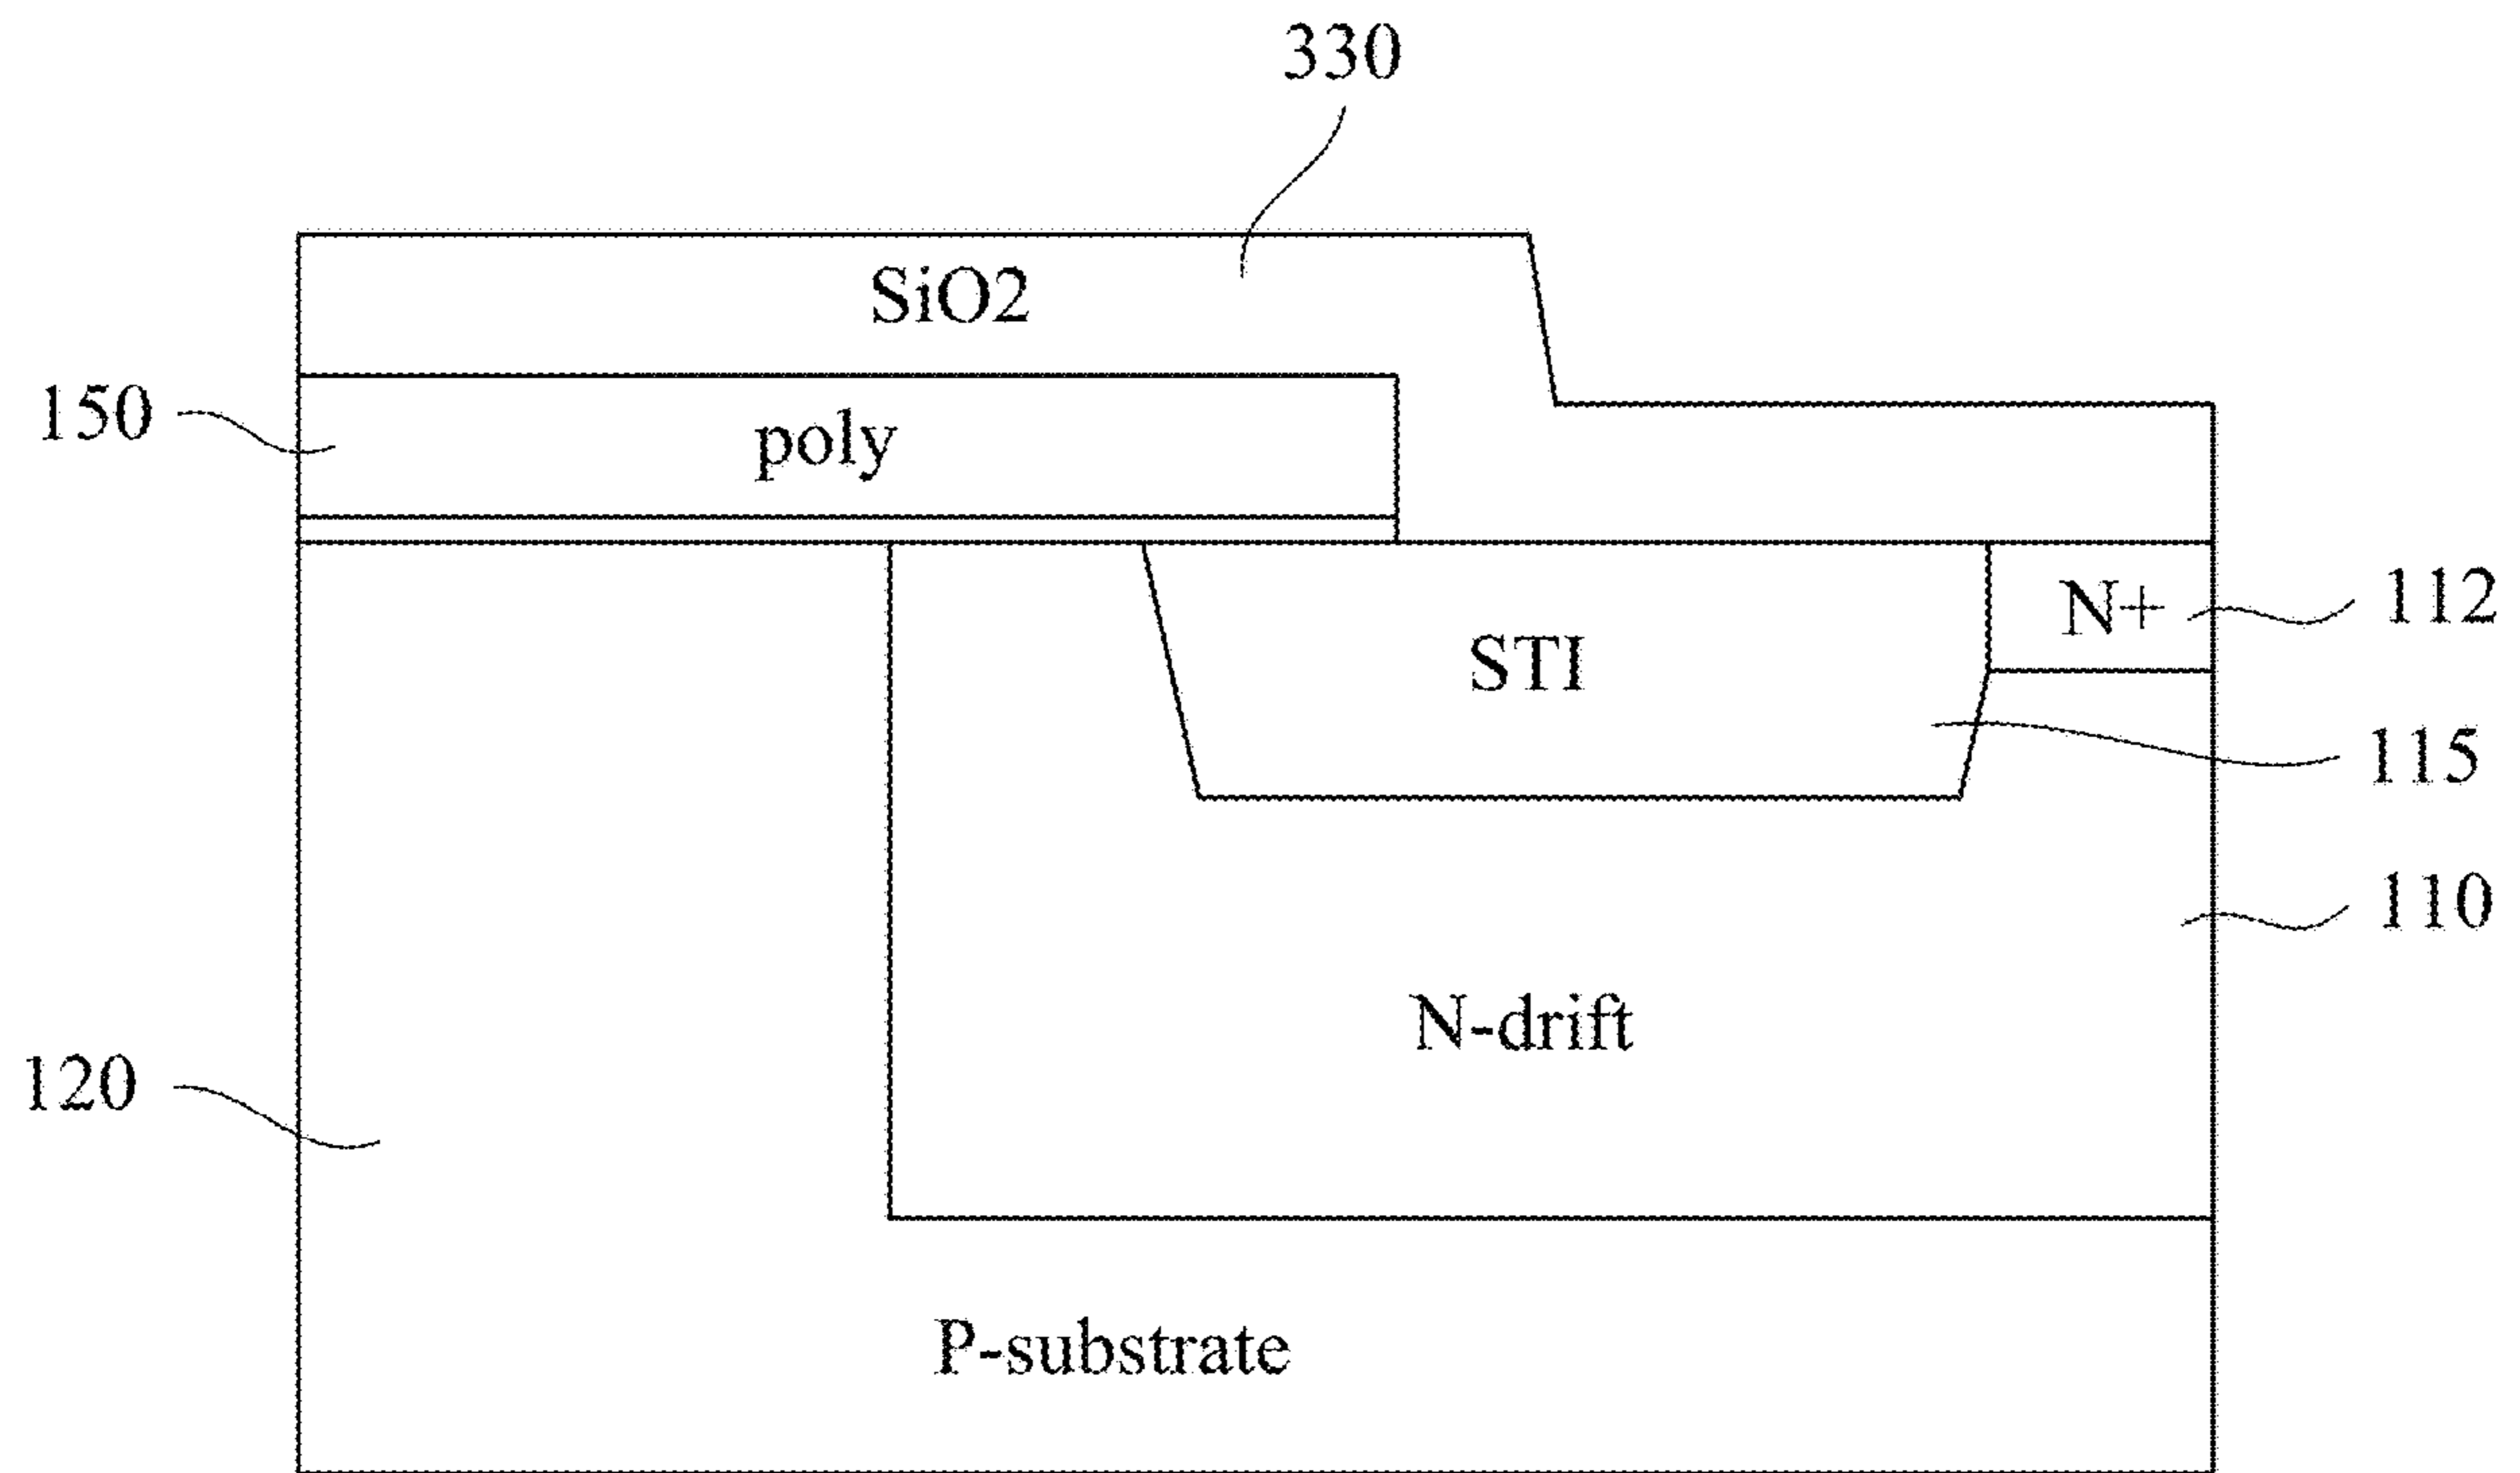 330
SiO2
150
poly
N+
112
STI
115
110
N-drift
120
P-substrate